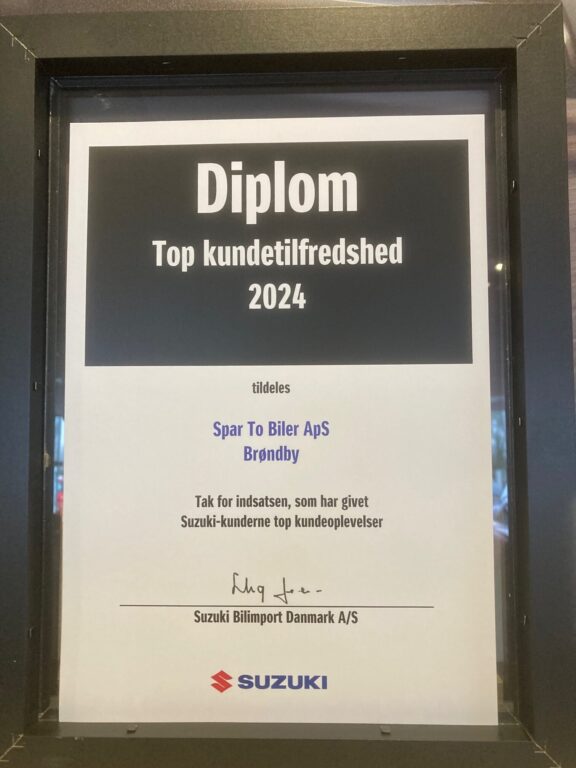 Diplom
Top kundetilfredshed
2024
tildeles
Spar To Biler ApS
Brøndby
Tak for indsatsen, som har givet
Suzuki-kunderne top kundeoplevelser
Suzuki Bilimport Danmark A/S
SUZUKI